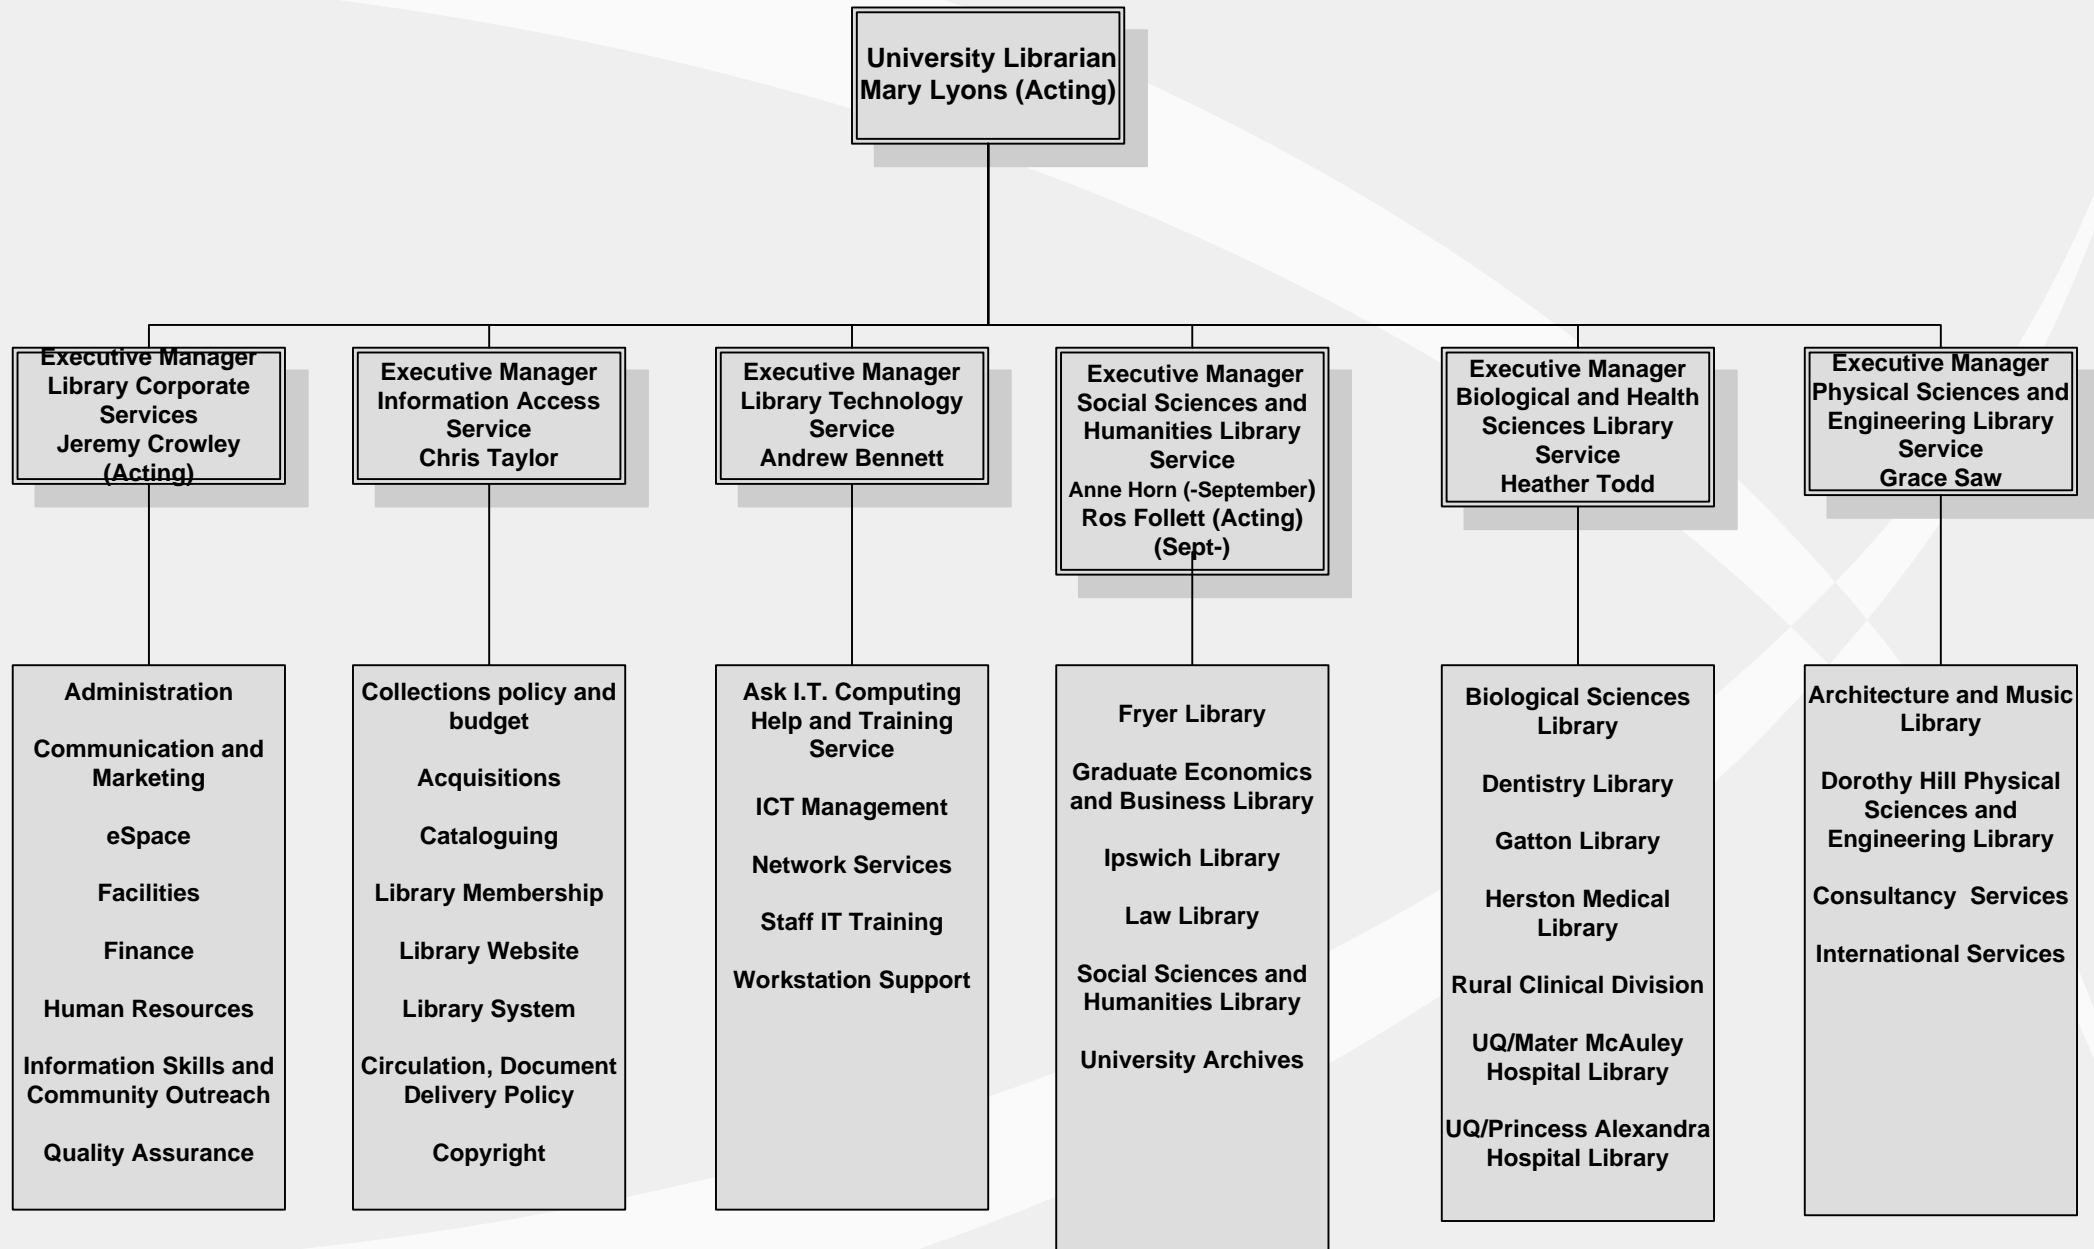 University Librarian
Mary Lyons (Acting)
Executive Manager
Library Corporate
Services
Jeremy Crowley
(Acting)
Executive Manager
Information Access
Service
Chris Taylor
Executive Manager
Library Technology
Service
Andrew Bennett
Executive Manager
Social Sciences and
Humanities Library
Service
Anne Horn (-September)
Ros Follett (Acting)
(Sept-)
Executive Manager
Biological and Health
Sciences Library
Service
Heather Todd
Executive Manager
Physical Sciences and
Engineering Library
Service
Grace Saw
Administration
Communication and
Marketing
eSpace
Facilities
Finance
Human Resources
Information Skills and
Community Outreach
Quality Assurance
Collections policy and
budget
Acquisitions
Cataloguing
Library Membership
Library Website
Library System
Circulation, Document
Delivery Policy
Copyright
Ask I.T. Computing
Help and Training
Service
ICT Management
Network Services
Staff IT Training
Workstation Support
Fryer Library
Graduate Economics
and Business Library
Ipswich Library
Law Library
Social Sciences and
Humanities Library
University Archives
Biological Sciences
Library
Dentistry Library
Gatton Library
Herston Medical
Library
Rural Clinical Division
UQ/Mater McAuley
Hospital Library
UQ/Princess Alexandra
Hospital Library
Architecture and Music
Library
Dorothy Hill Physical
Sciences and
Engineering Library
Consultancy  Services
International Services